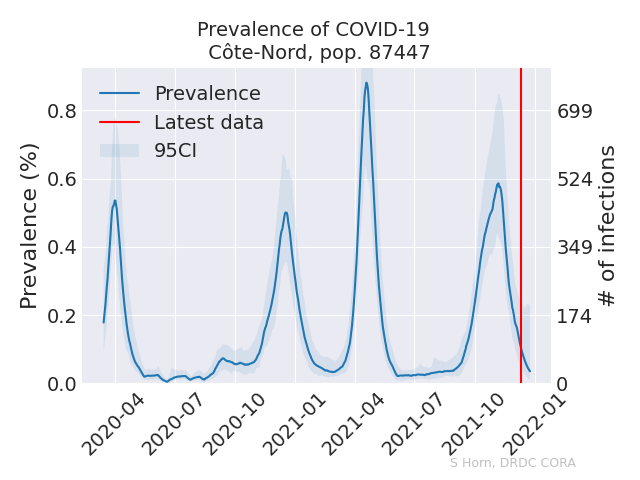 Prevalence of COVID-19
Côte-Nord, pop. 87447
Prevalence
Latest data
95CI
Prevalence (%)
0.8
0.6
0.4
0.2
0.0
699
524
349
174
0
# of infections
2020-04
2020-07
2020-10
2021-01
2021-04
2021-07
2021-10
2022-01
S Horn, DRDC CORA